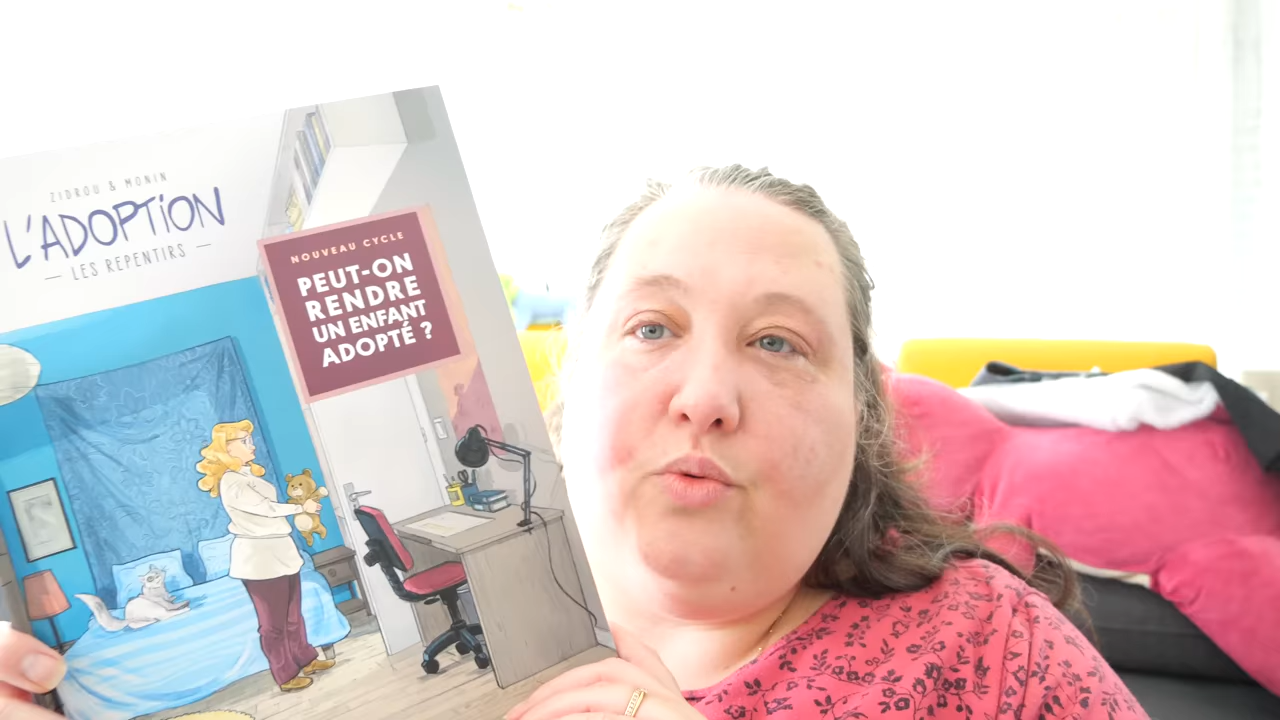 ZIDROU & MONIN
L'ADOPTiON
— LES REPENTIRS —
NOUVEAU CYCLE
PEUT-ON
RENDRE
UN ENFANT
ADOPTÉ ?